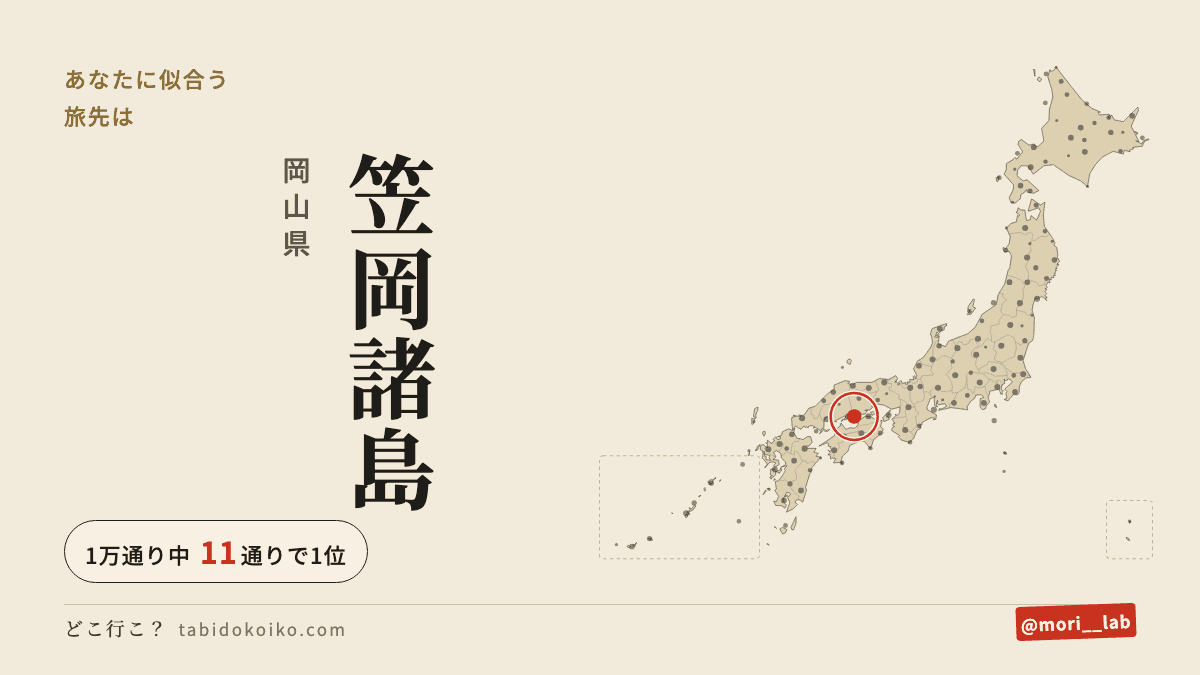 あなたに似合う
旅先は
笠岡諸島
岡山県
1万通り中 11通りで1位
どこ行こ？ tabidokoiko.com
@mori__lab